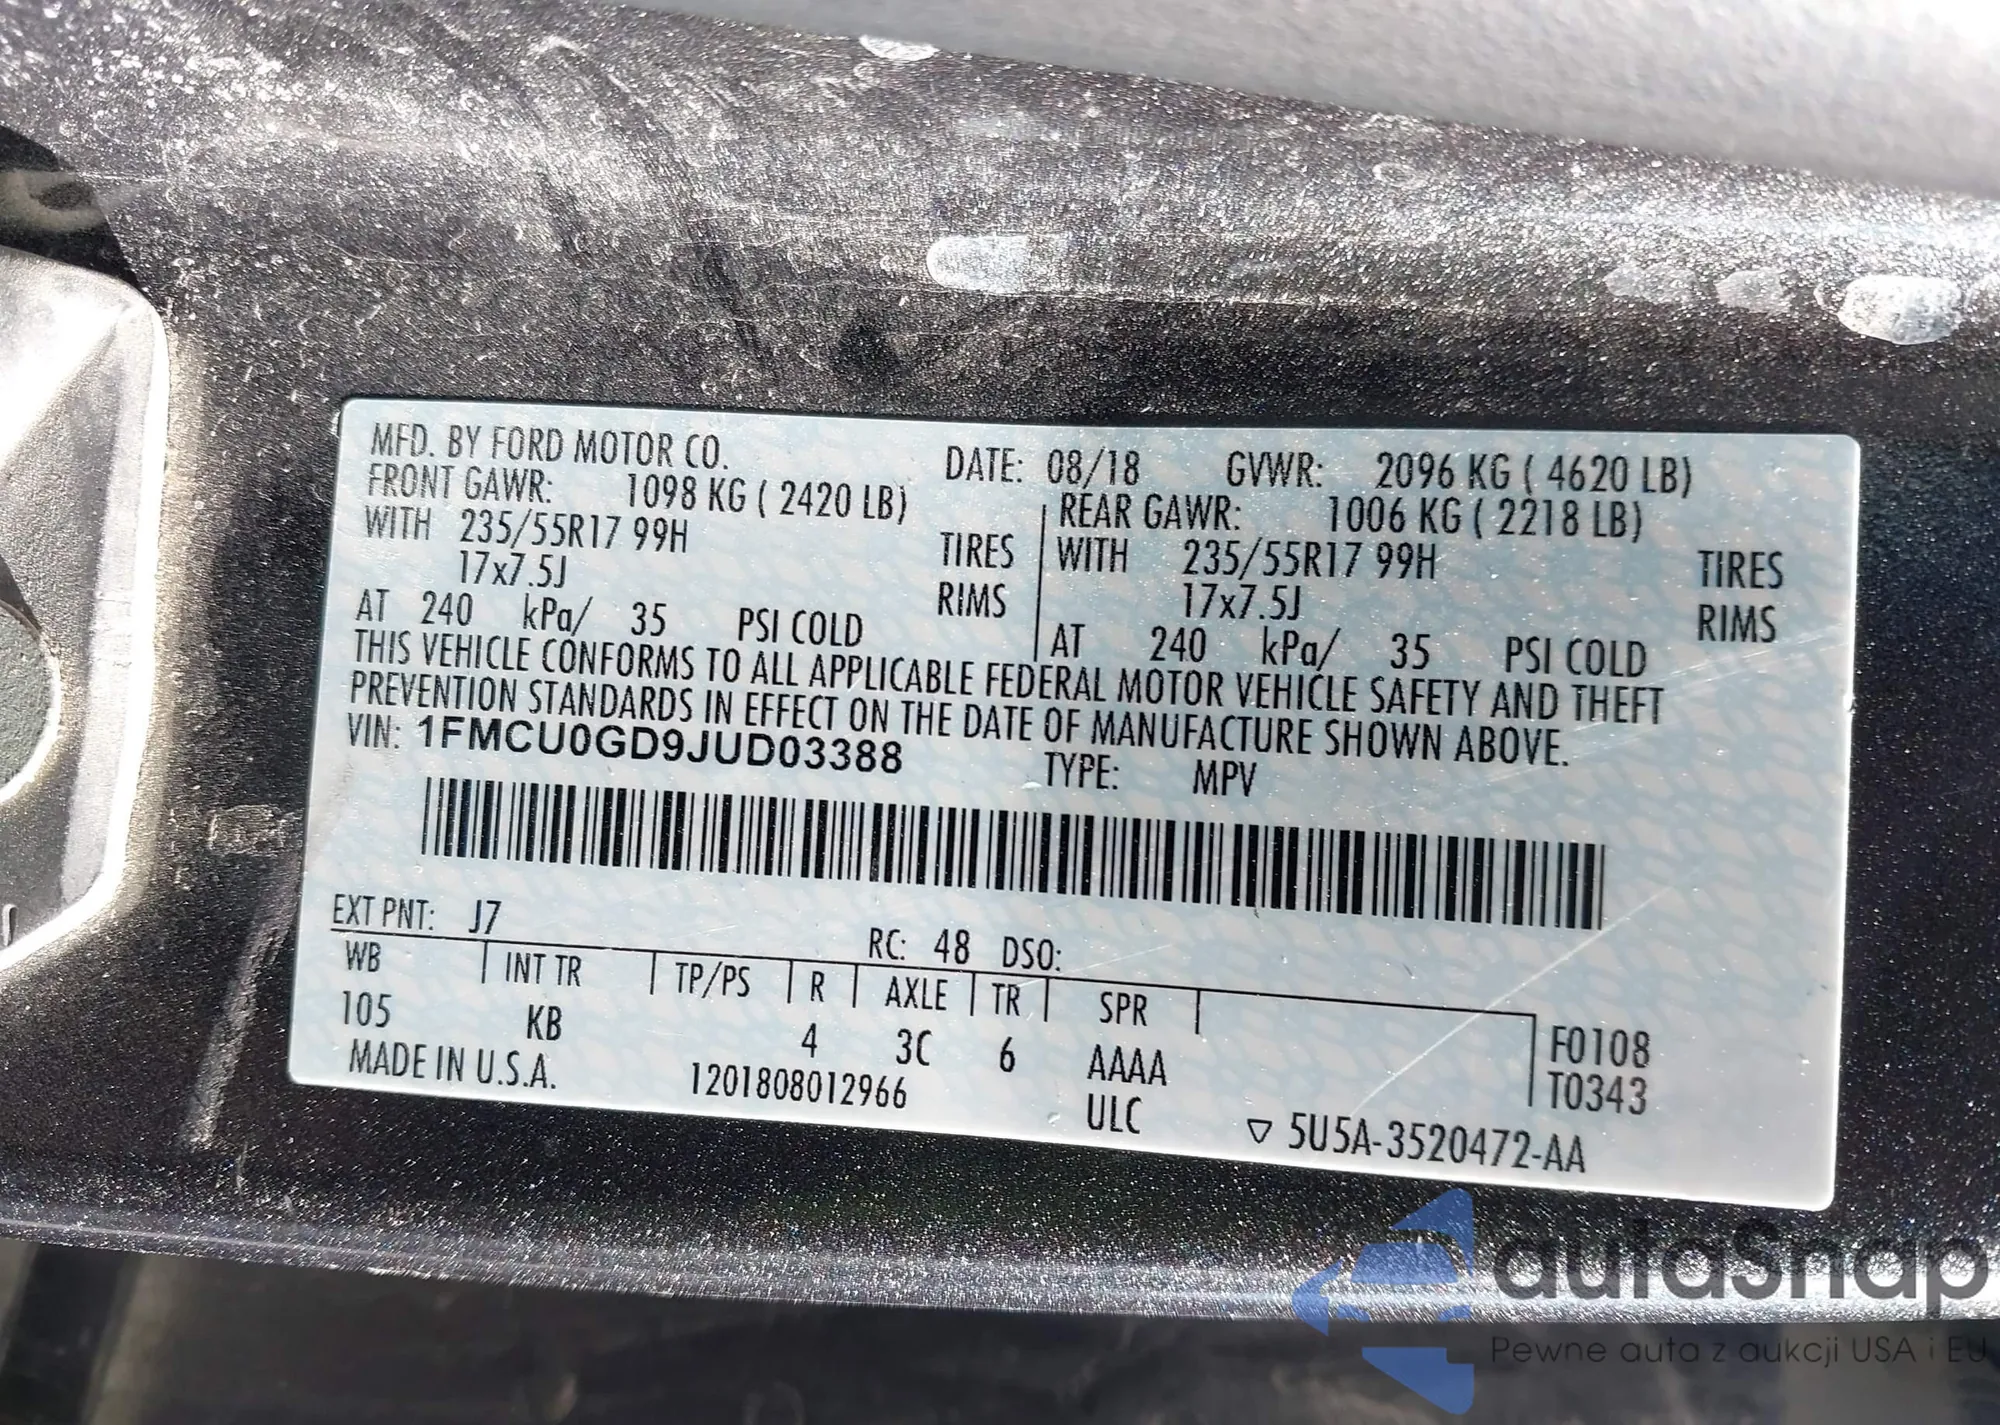 MFD. BY FORD MOTOR CO. DATE: 08/18 GVWR: 2096 KG ( 4620 LB)
FRONT GAWR: 1098 KG ( 2420 LB) REAR GAWR: 1006 KG ( 2218 LB)
WITH 235/55R17 99H TIRES WITH 235/55R17 99H TIRES
17x7.5J RIMS 17x7.5J RIMS
AT 240 kPa/ 35 PSI COLD AT 240 kPa/ 35 PSI COLD
THIS VEHICLE CONFORMS TO ALL APPLICABLE FEDERAL MOTOR VEHICLE SAFETY AND THEFT
PREVENTION STANDARDS IN EFFECT ON THE DATE OF MANUFACTURE SHOWN ABOVE.
VIN: 1FMCU0GD9JUD03388 TYPE: MPV
EXT PNT: J7 RC: 48 DSO:
WB INT TR TP/PS R AXLE TR SPR
105 KB 4 3C 6 AAAA F0108
MADE IN U.S.A. 1201808012966 ULC T0343
▽ 5U5A-3520472-AA
autaSnap
Pewne auta z aukcji USA i EU